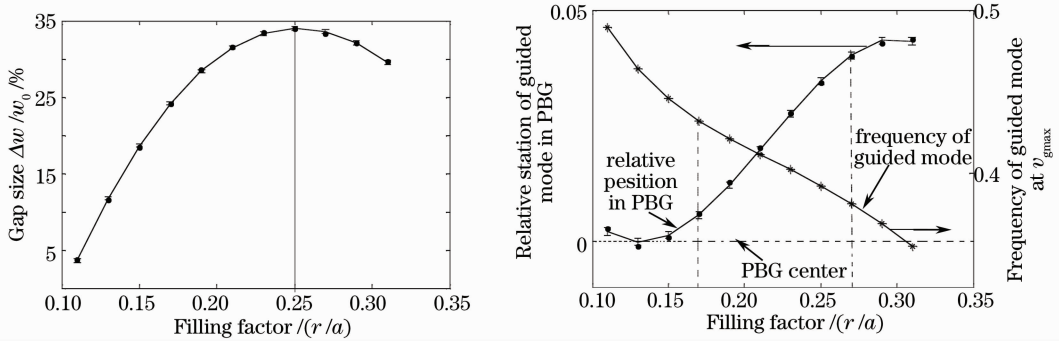 35
25
15
5
0.10
0.15
0.20
0.25
0.30
0.35
Gap size Δw/w₀/%
Filling factor/(r/a)
0.05
0
0.5
0.4
0.10
0.15
0.20
0.25
0.30
0.35
Relative station of guided
mode in PBG
Frequency of guided mode
at vgmax
relative
pesition
in PBG
frequency of
guided mode
PBG center
Filling factor/(r/a)